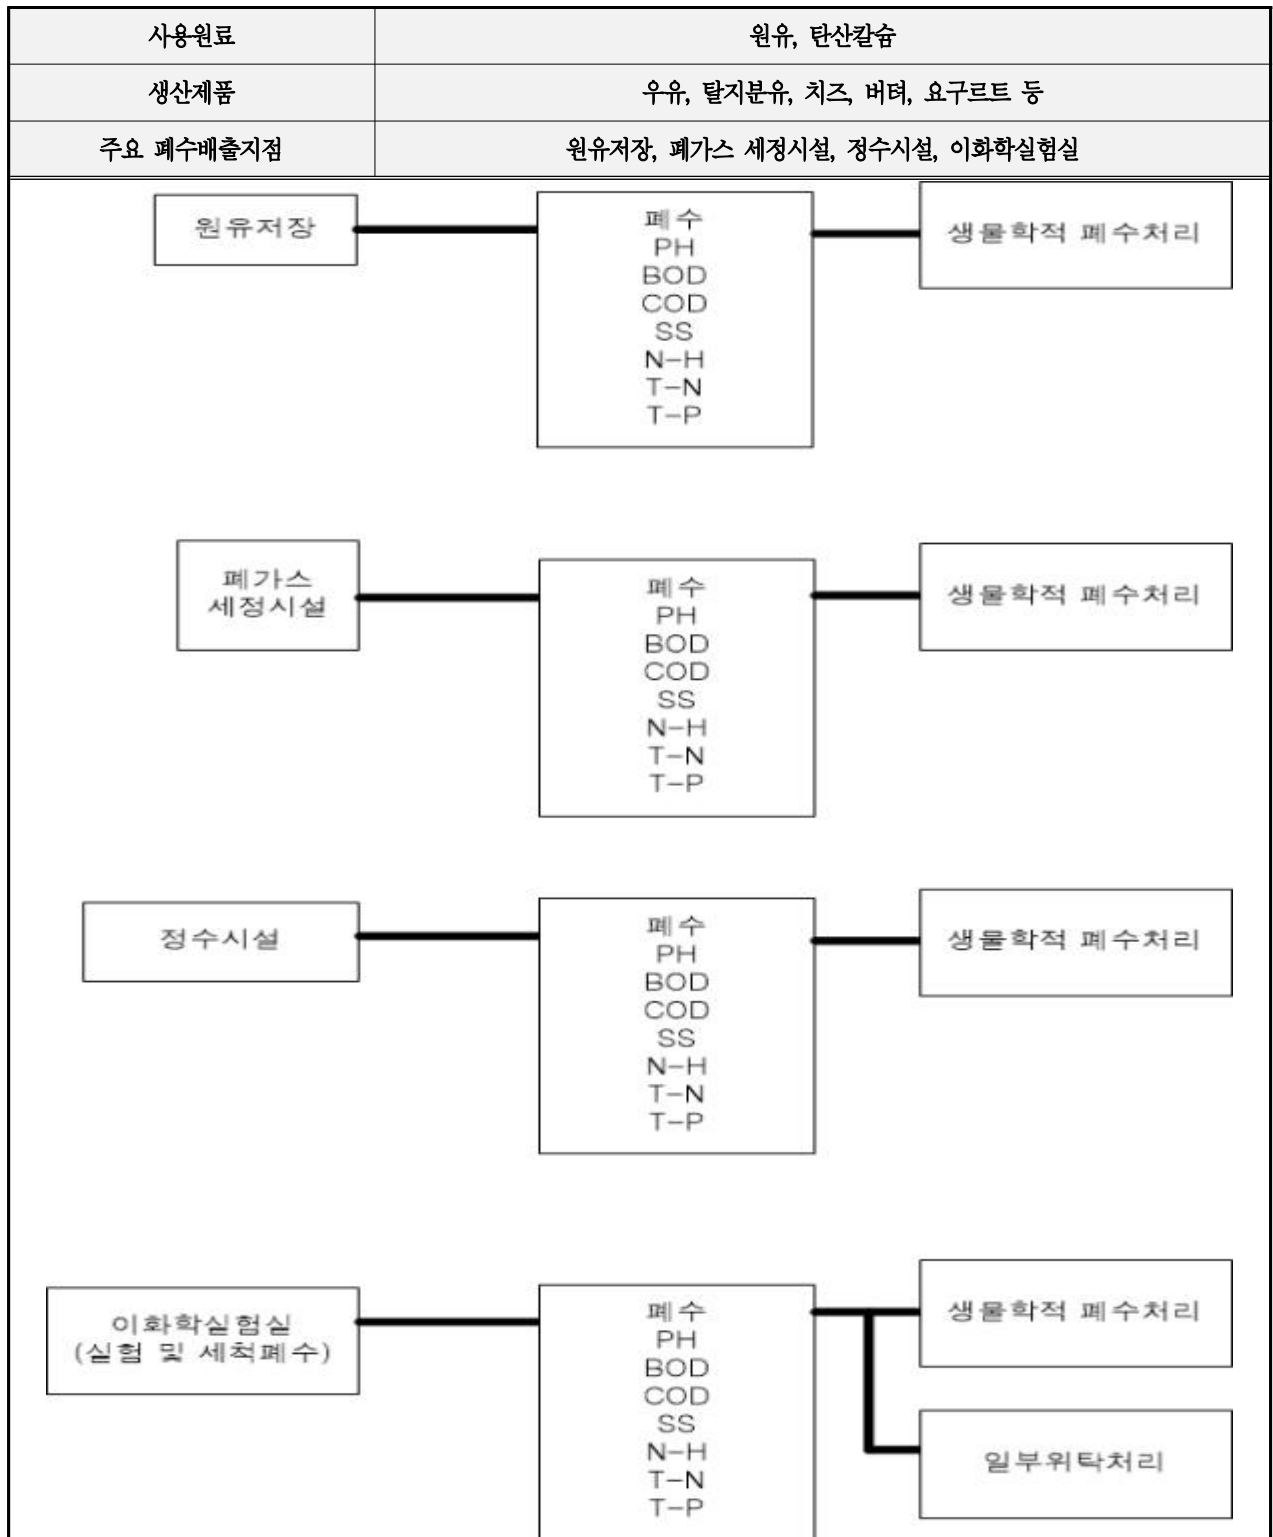 사용원료 원유, 탄산칼슘
생산제품 우유, 탈지분유, 치즈, 버텨, 요구르트 등
주요 폐수배출지점 원유저장, 폐가스 세정시설, 정수시설, 이화학실험실
원유저장
폐수
PH
BOD
COD
SS
N-H
T-N
T-P
생물학적 폐수처리
폐가스
세정시설
폐수
PH
BOD
COD
SS
N-H
T-N
T-P
생물학적 폐수처리
정수시설
폐수
PH
BOD
COD
SS
N-H
T-N
T-P
생물학적 폐수처리
이화학실험실
(실험 및 세척폐수)
폐수
PH
BOD
COD
SS
N-H
T-N
T-P
생물학적 폐수처리
일부위탁처리